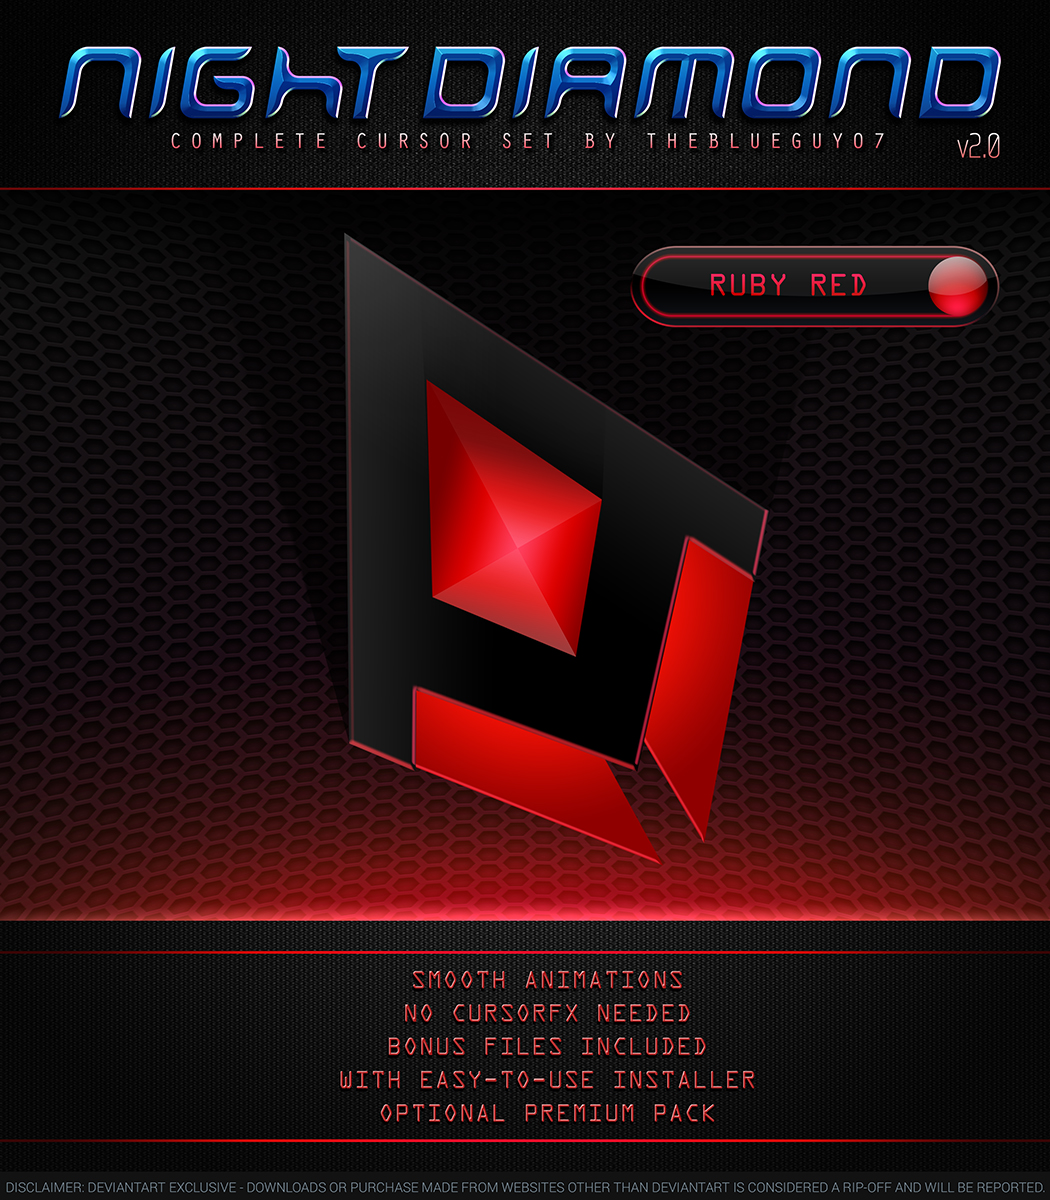 NIGHT DIAMOND
COMPLETE CURSOR SET BY THEBLUEGUY07
v2.0
RUBY RED
SMOOTH ANIMATIONS
NO CURSORFX NEEDED
BONUS FILES INCLUDED
WITH EASY-TO-USE INSTALLER
OPTIONAL PREMIUM PACK
DISCLAIMER: DEVIANTART EXCLUSIVE - DOWNLOADS OR PURCHASE MADE FROM WEBSITES OTHER THAN DEVIANTART IS CONSIDERED A RIP-OFF AND WILL BE REPORTED